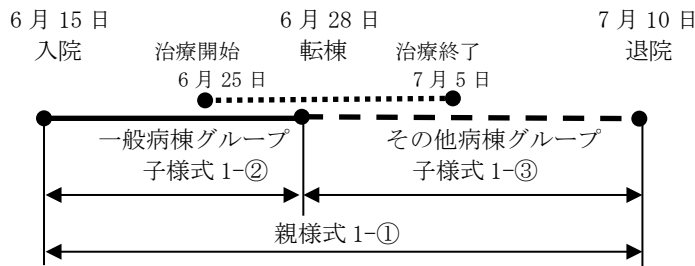 6 月 15 日 6 月 28 日 7 月 10 日
入院 治療開始 転棟 治療終了 退院
6 月 25 日 7 月 5 日
一般病棟グループ その他病棟グループ
子様式 1-② 子様式 1-③
親様式 1-①